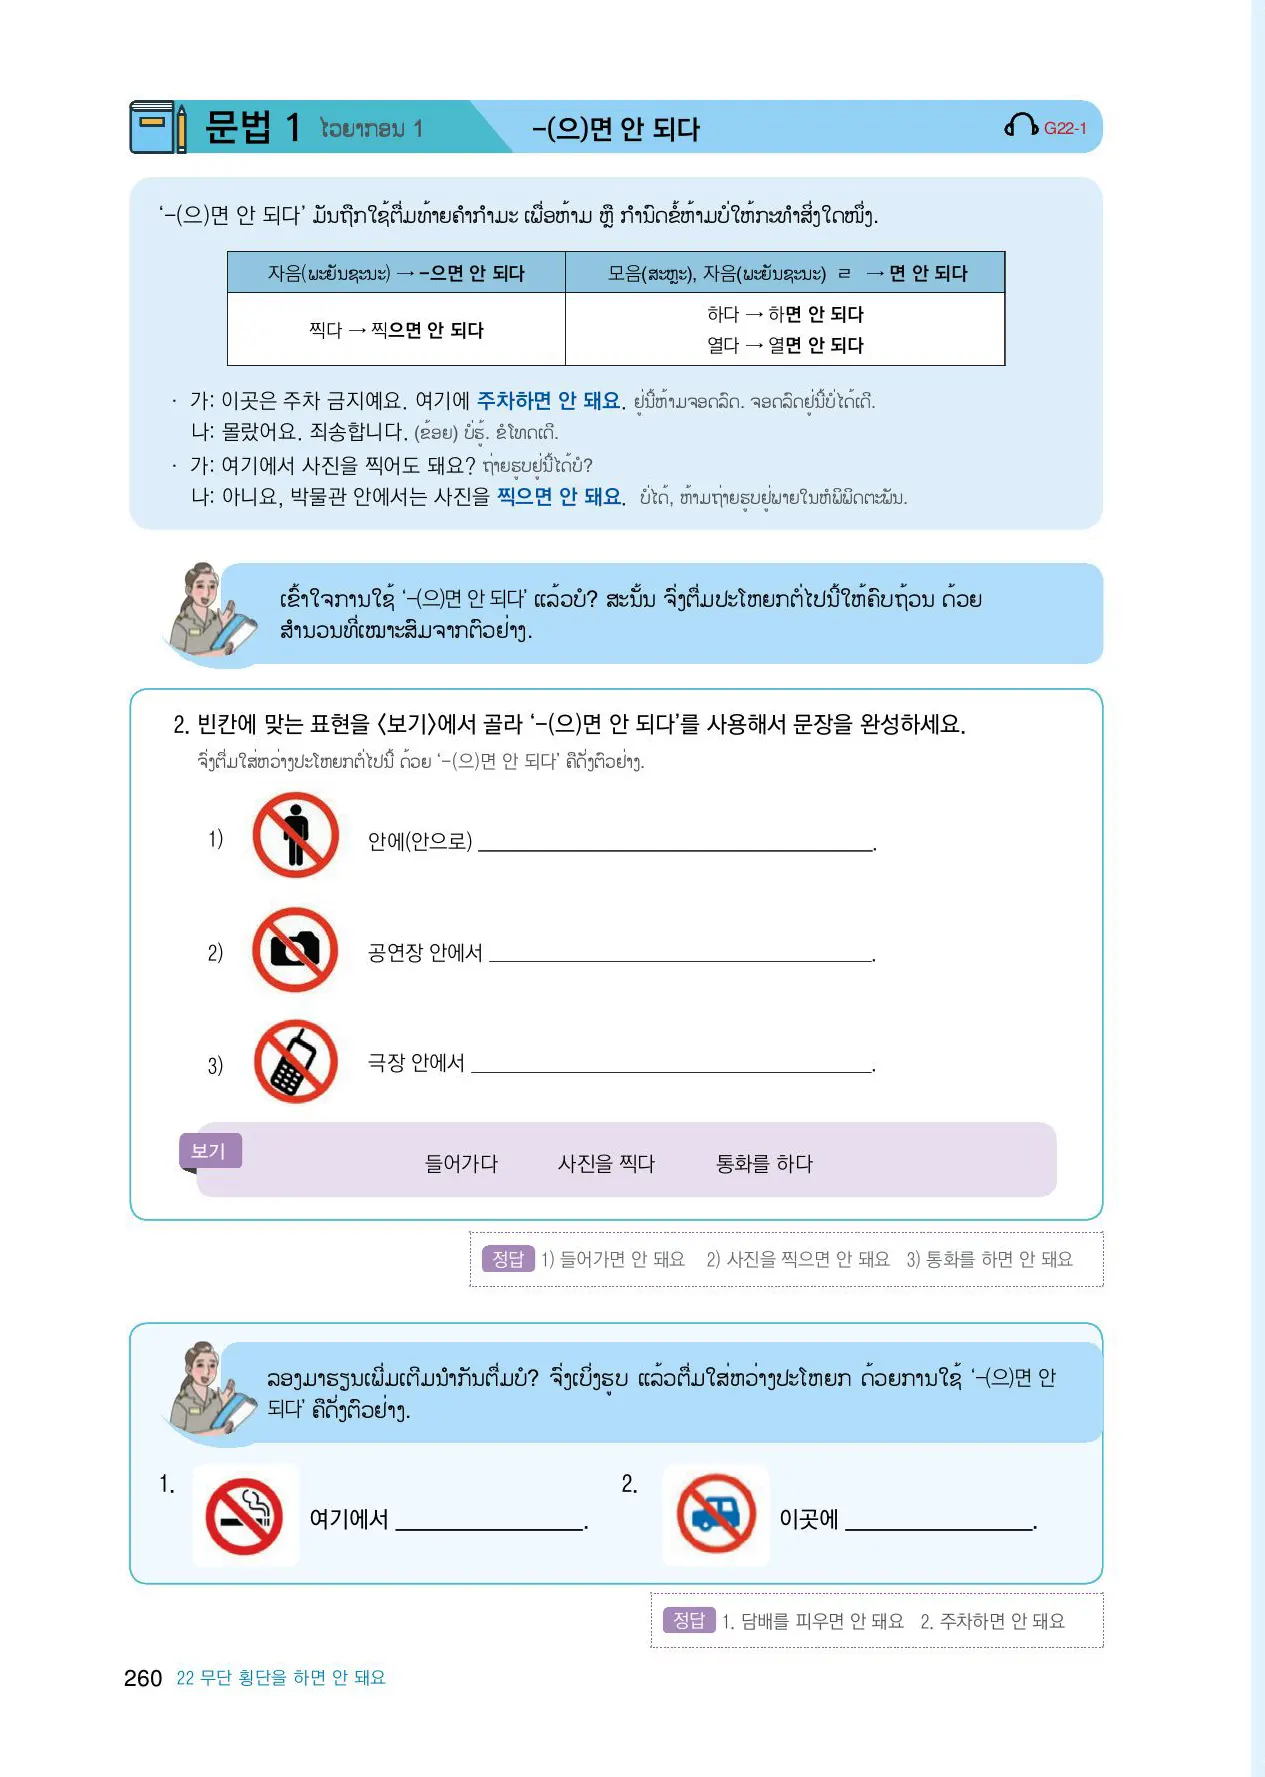 문법 1 ໄວຍາກອນ 1 -(으)면 안 되다 G22-1
‘-(으)면 안 되다’ ມັນຖືກໃຊ້ຕື່ມທ້າຍຄຳກຳມະ ເພື່ອຫ້າມ ຫຼື ກຳນົດຂໍ້ຫ້າມບໍ່ໃຫ້ກະທຳສິ່ງໃດໜຶ່ງ.
자음(ພະຍັນຊະນະ) → -으면 안 되다
모음(ສະຫຼະ), 자음(ພະຍັນຊະນະ) ㄹ → 면 안 되다
찍다 → 찍으면 안 되다
하다 → 하면 안 되다
열다 → 열면 안 되다
· 가: 이곳은 주차 금지예요. 여기에 주차하면 안 돼요. ຢູ່ນີ້ຫ້າມຈອດລົດ. ຈອດລົດຢູ່ນີ້ບໍ່ໄດ້ເດີ.
나: 몰랐어요. 죄송합니다. (ຂ້ອຍ) ບໍ່ຮູ້. ຂໍໂທດເດີ.
· 가: 여기에서 사진을 찍어도 돼요? ຖ່າຍຮູບຢູ່ນີ້ໄດ້ບໍ?
나: 아니요, 박물관 안에서는 사진을 찍으면 안 돼요. ບໍ່ໄດ້, ຫ້າມຖ່າຍຮູບຢູ່ພາຍໃນຫໍພິພິດຕະພັນ.
ເຂົ້າໃຈການໃຊ້ ‘-(으)면 안 되다’ ແລ້ວບໍ? ສະນັ້ນ ຈົ່ງຕື່ມປະໂຫຍກຕໍ່ໄປນີ້ໃຫ້ຄົບຖ້ວນ ດ້ວຍ
ສຳນວນທີ່ເໝາະສົມຈາກຕົວຢ່າງ.
2. 빈칸에 맞는 표현을 〈보기〉에서 골라 ‘-(으)면 안 되다’를 사용해서 문장을 완성하세요.
ຈົ່ງຕື່ມໃສ່ຫວ່າງປະໂຫຍກຕໍ່ໄປນີ້ ດ້ວຍ ‘-(으)면 안 되다’ ຄືດັ່ງຕົວຢ່າງ.
1) 안에(안으로) ____________________.
2) 공연장 안에서 ____________________.
3) 극장 안에서 ____________________.
보기
들어가다 사진을 찍다 통화를 하다
정답 1) 들어가면 안 돼요 2) 사진을 찍으면 안 돼요 3) 통화를 하면 안 돼요
ລອງມາຮຽນເພີ່ມເຕີມນຳກັນຕື່ມບໍ? ຈົ່ງເບິ່ງຮູບ ແລ້ວຕື່ມໃສ່ຫວ່າງປະໂຫຍກ ດ້ວຍການໃຊ້ ‘-(으)면 안
되다’ ຄືດັ່ງຕົວຢ່າງ.
1. 여기에서 __________. 2. 이곳에 __________.
정답 1. 담배를 피우면 안 돼요 2. 주차하면 안 돼요
260 22 무단 횡단을 하면 안 돼요